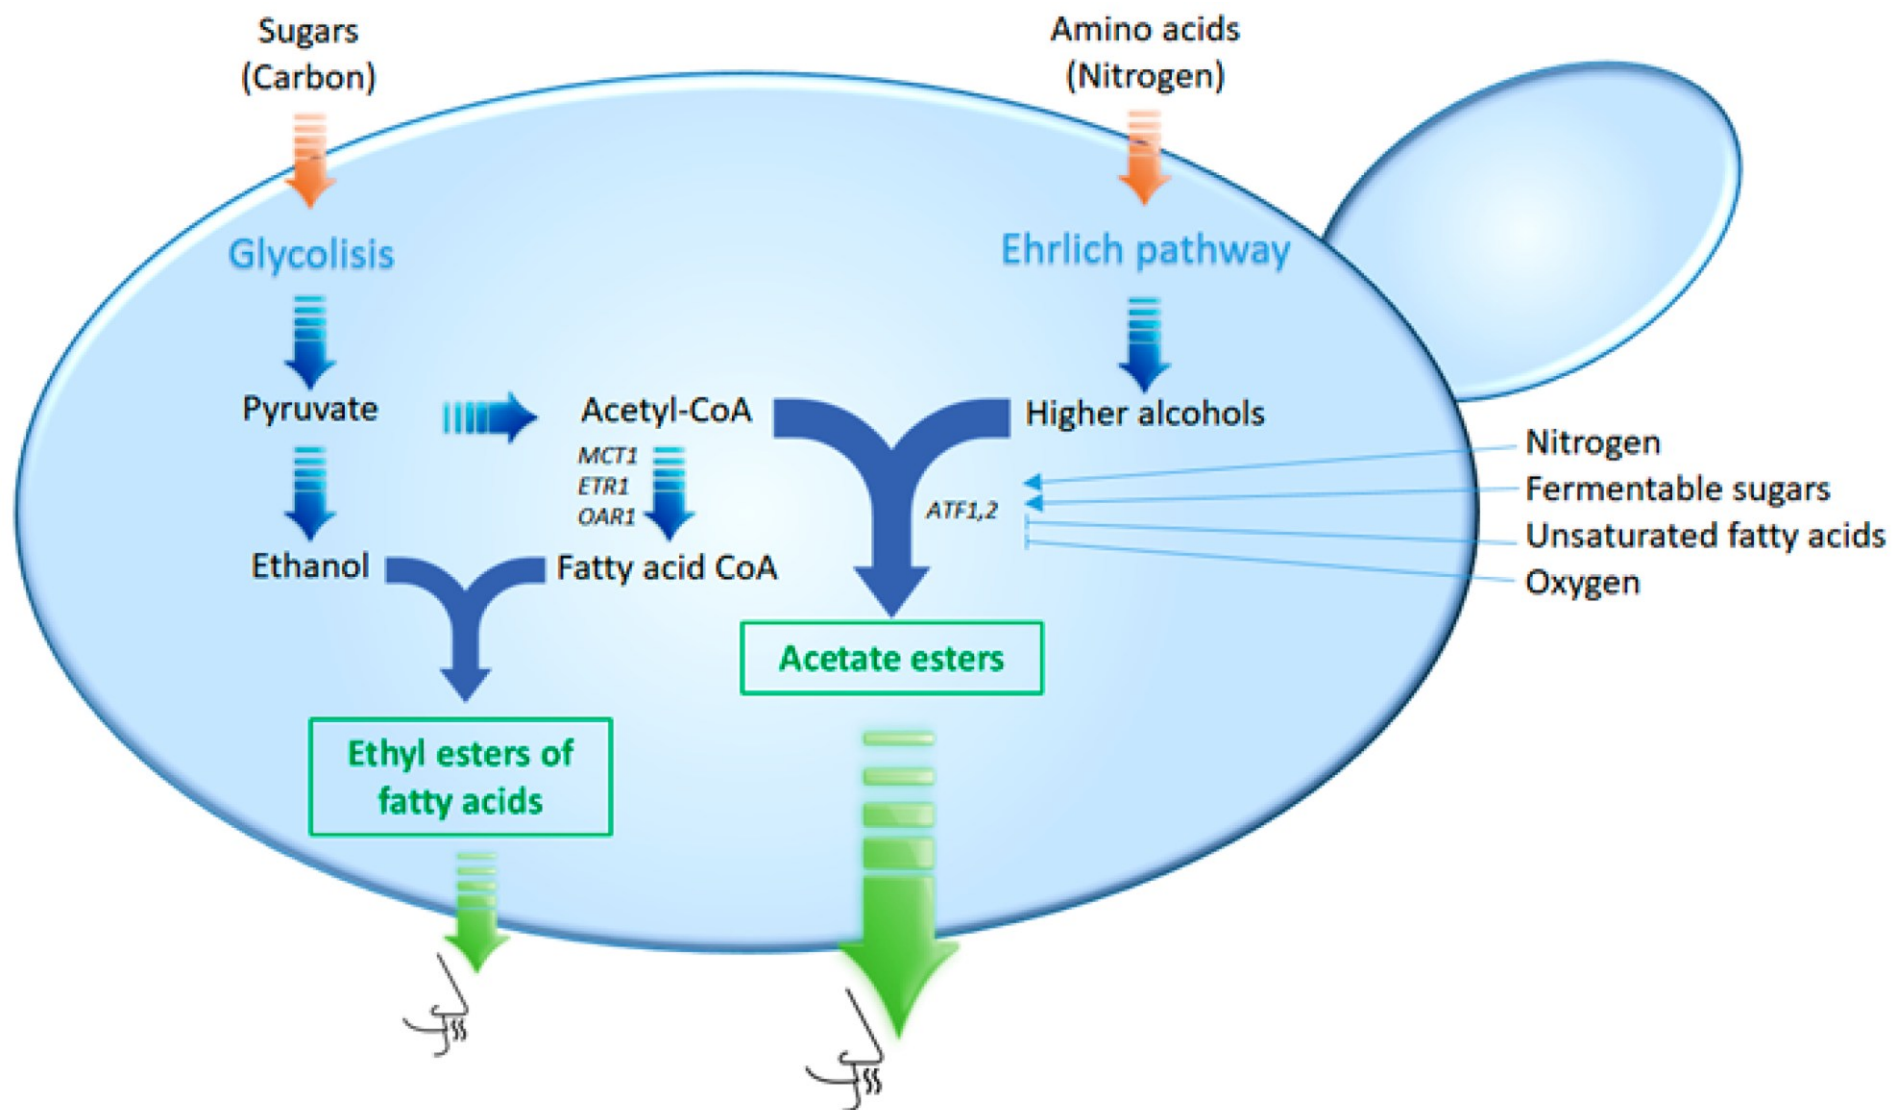 Sugars
(Carbon)
Amino acids
(Nitrogen)
Glycolisis
Ehrlich pathway
Pyruvate
Acetyl-CoA
Higher alcohols
MCT1
ETR1
OAR1
ATF1,2
Nitrogen
Fermentable sugars
Unsaturated fatty acids
Oxygen
Ethanol
Fatty acid CoA
Acetate esters
Ethyl esters of
fatty acids